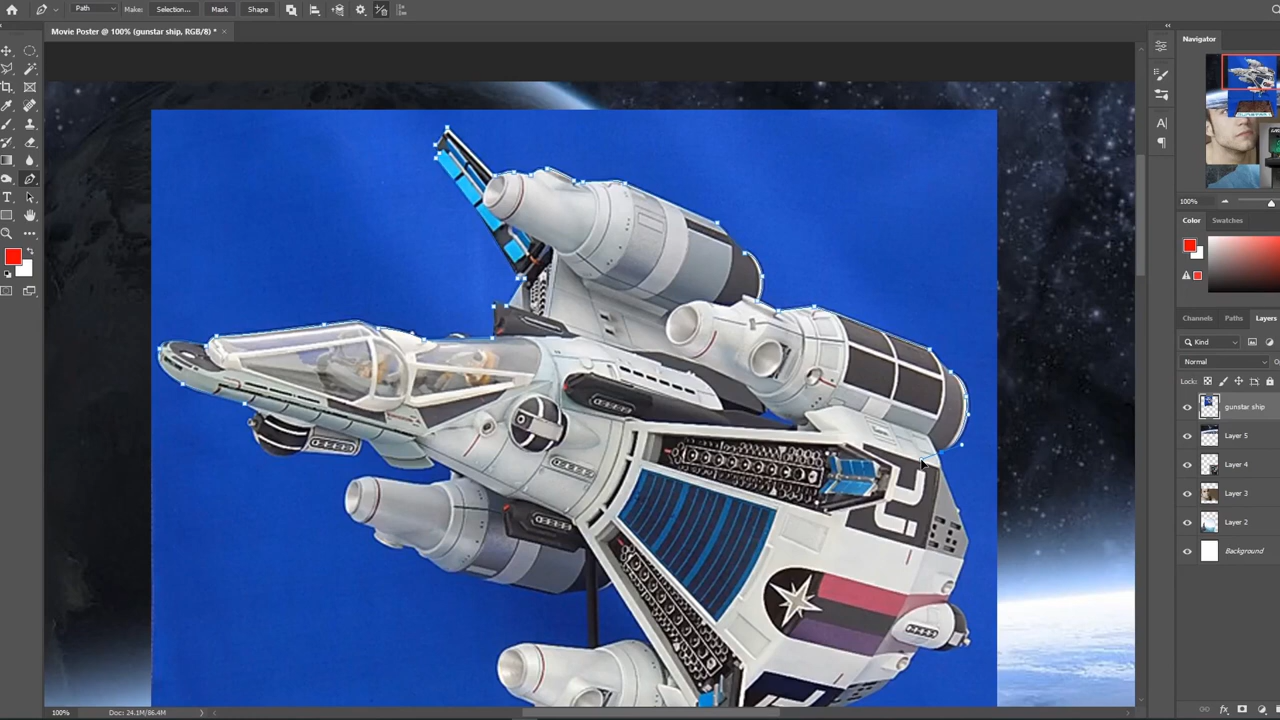 Path Make: Selection... Mask Shape
Movie Poster @ 100% (gunstar ship, RGB/8) *
Navigator
100%
Color Swatches
Channels Paths Layers
Kind
Normal
Lock:
gunstar ship
Layer 5
Layer 4
Layer 3
Layer 2
Background
100% Doc: 24.1M/86.4M